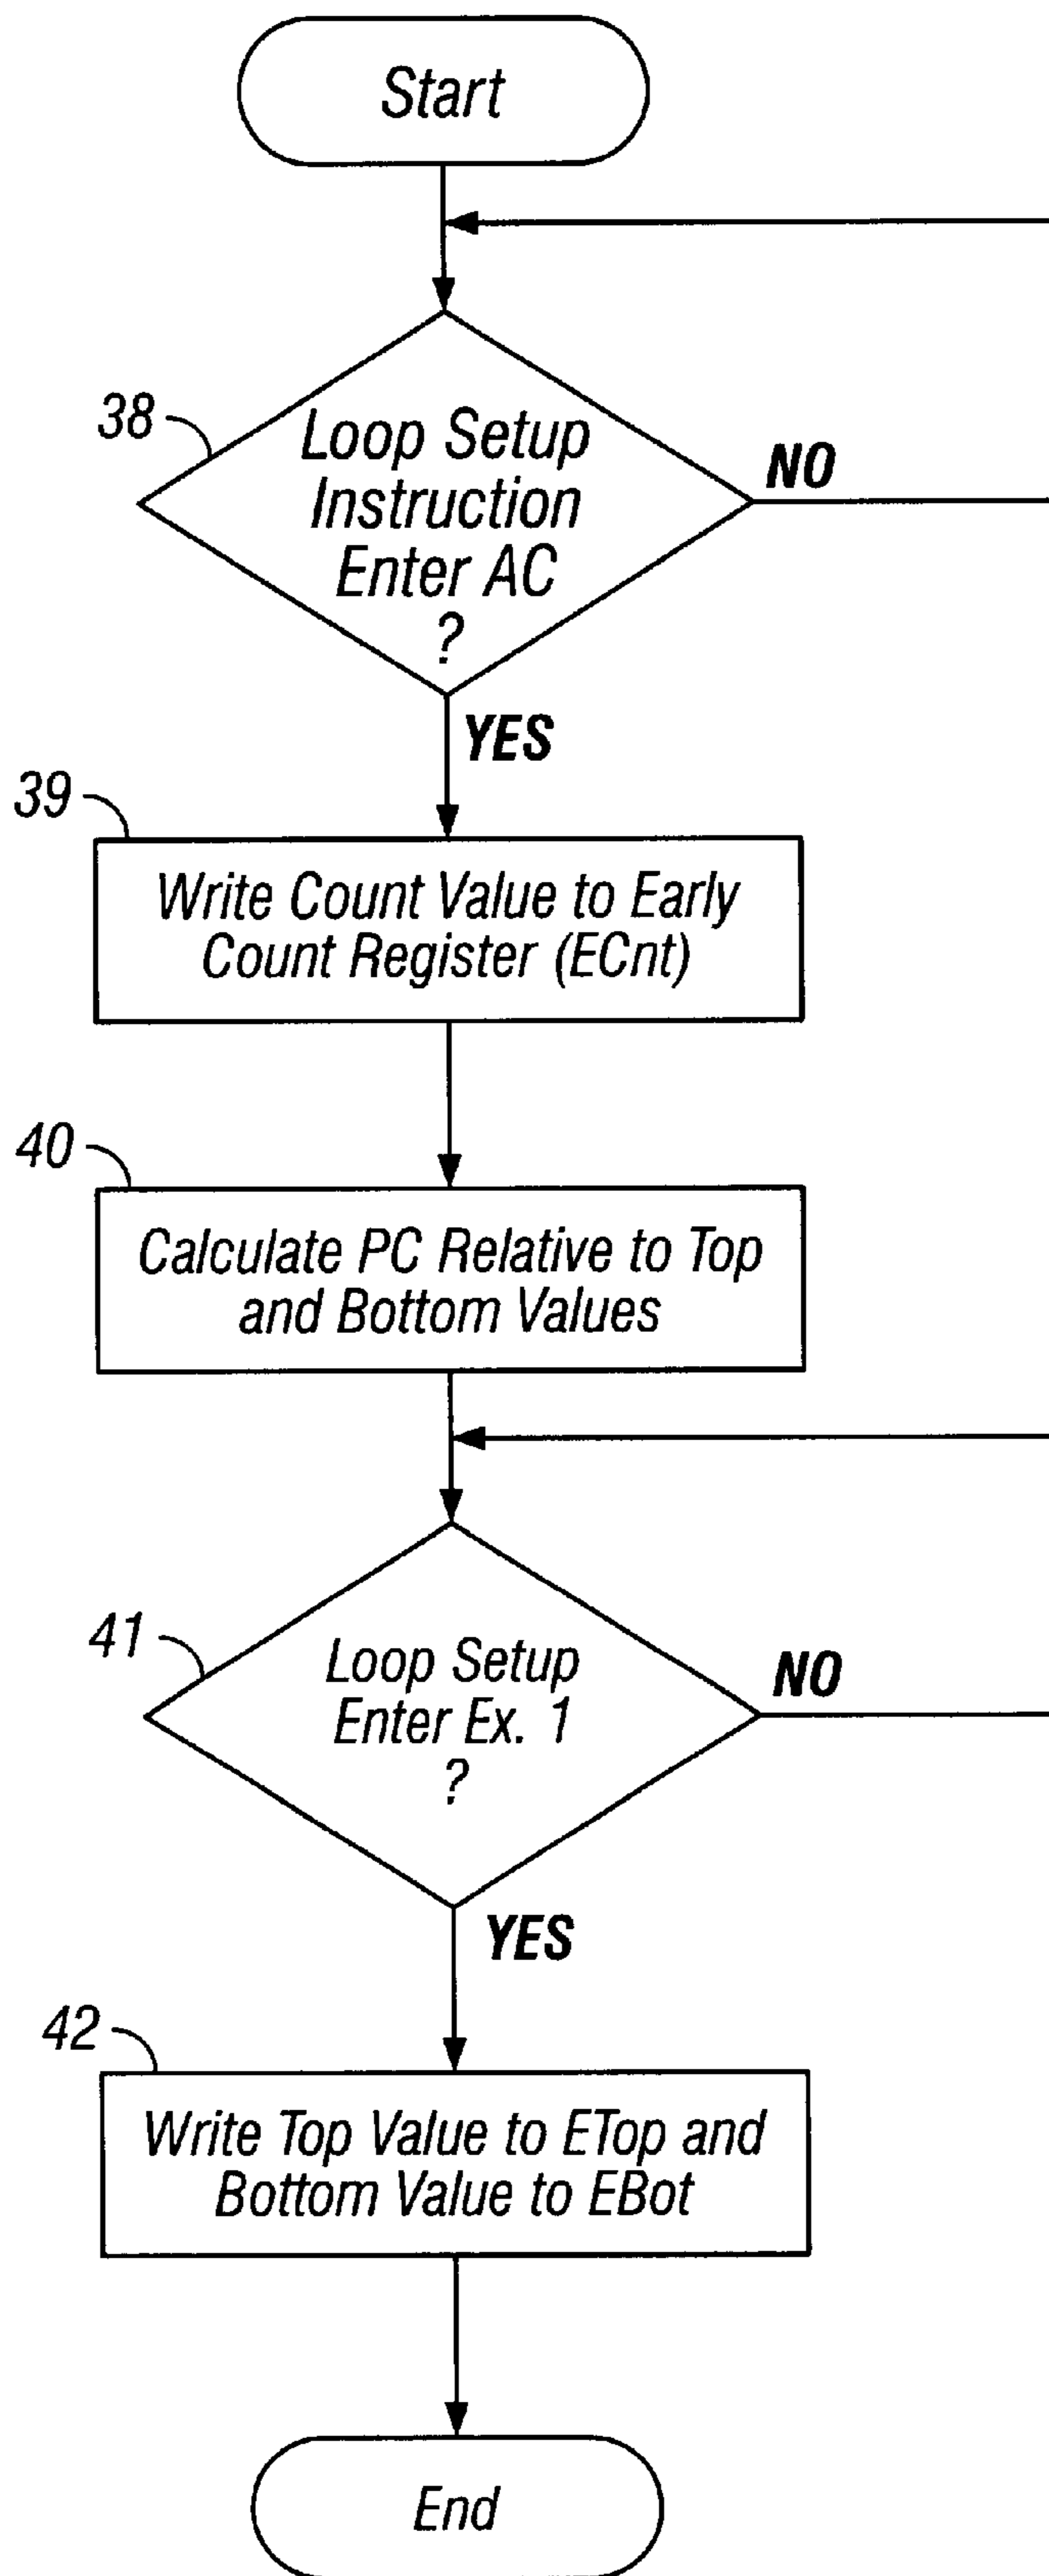 Start
38
Loop Setup
Instruction
Enter AC
?
NO
YES
39
Write Count Value to Early
Count Register (ECnt)
40
Calculate PC Relative to Top
and Bottom Values
41
Loop Setup
Enter Ex. 1
?
NO
YES
42
Write Top Value to ETop and
Bottom Value to EBot
End